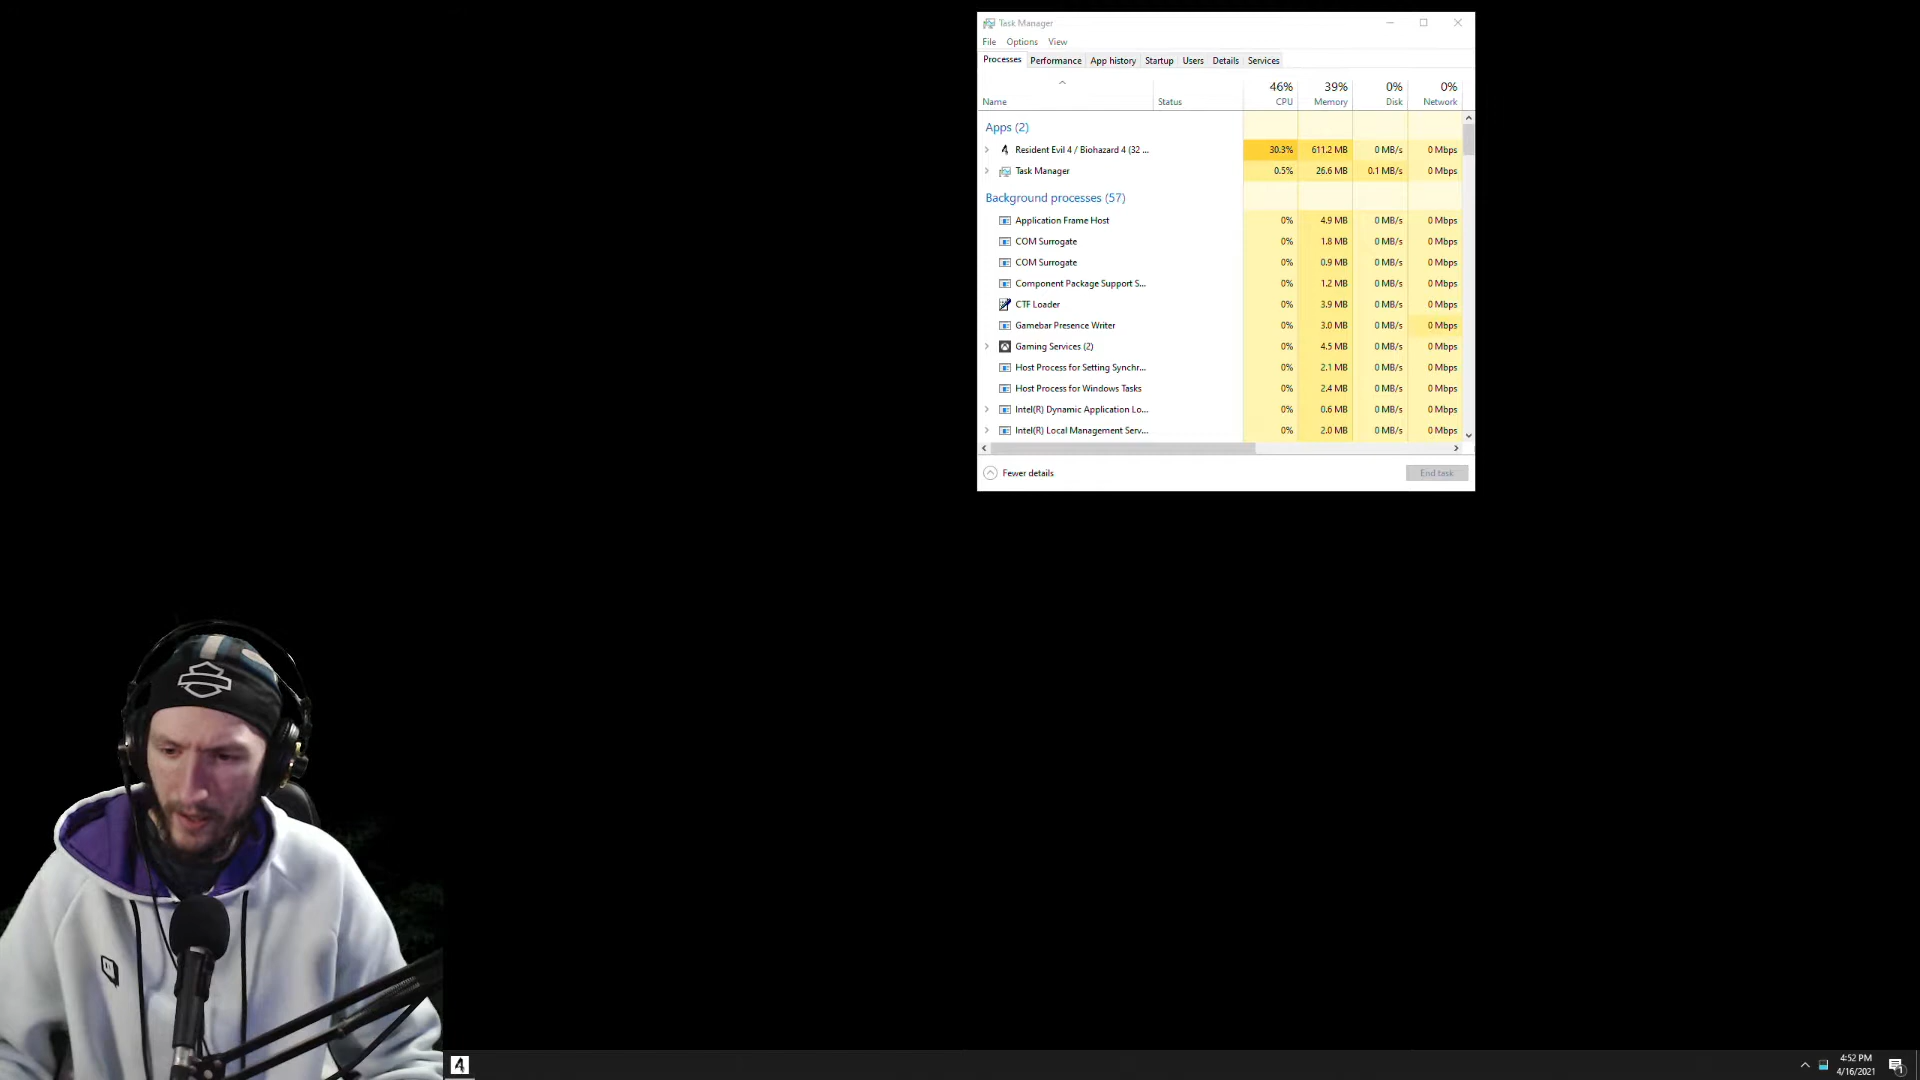 Task Manager
File Options View
Processes Performance App history Startup Users Details Services
46% 39% 0% 0%
Name Status CPU Memory Disk Network
Apps (2)
Resident Evil 4 / Biohazard 4 (32 ... 30.3% 611.2 MB 0 MB/s 0 Mbps
Task Manager 0.5% 26.6 MB 0.1 MB/s 0 Mbps
Background processes (57)
Application Frame Host 0% 4.9 MB 0 MB/s 0 Mbps
COM Surrogate 0% 1.8 MB 0 MB/s 0 Mbps
COM Surrogate 0% 0.9 MB 0 MB/s 0 Mbps
Component Package Support S... 0% 1.2 MB 0 MB/s 0 Mbps
CTF Loader 0% 3.9 MB 0 MB/s 0 Mbps
Gamebar Presence Writer 0% 3.0 MB 0 MB/s 0 Mbps
Gaming Services (2) 0% 4.5 MB 0 MB/s 0 Mbps
Host Process for Setting Synchr... 0% 2.1 MB 0 MB/s 0 Mbps
Host Process for Windows Tasks 0% 2.4 MB 0 MB/s 0 Mbps
Intel(R) Dynamic Application Lo... 0% 0.6 MB 0 MB/s 0 Mbps
Intel(R) Local Management Serv... 0% 2.0 MB 0 MB/s 0 Mbps
Fewer details End task
4
4:52 PM
4/16/2021
1